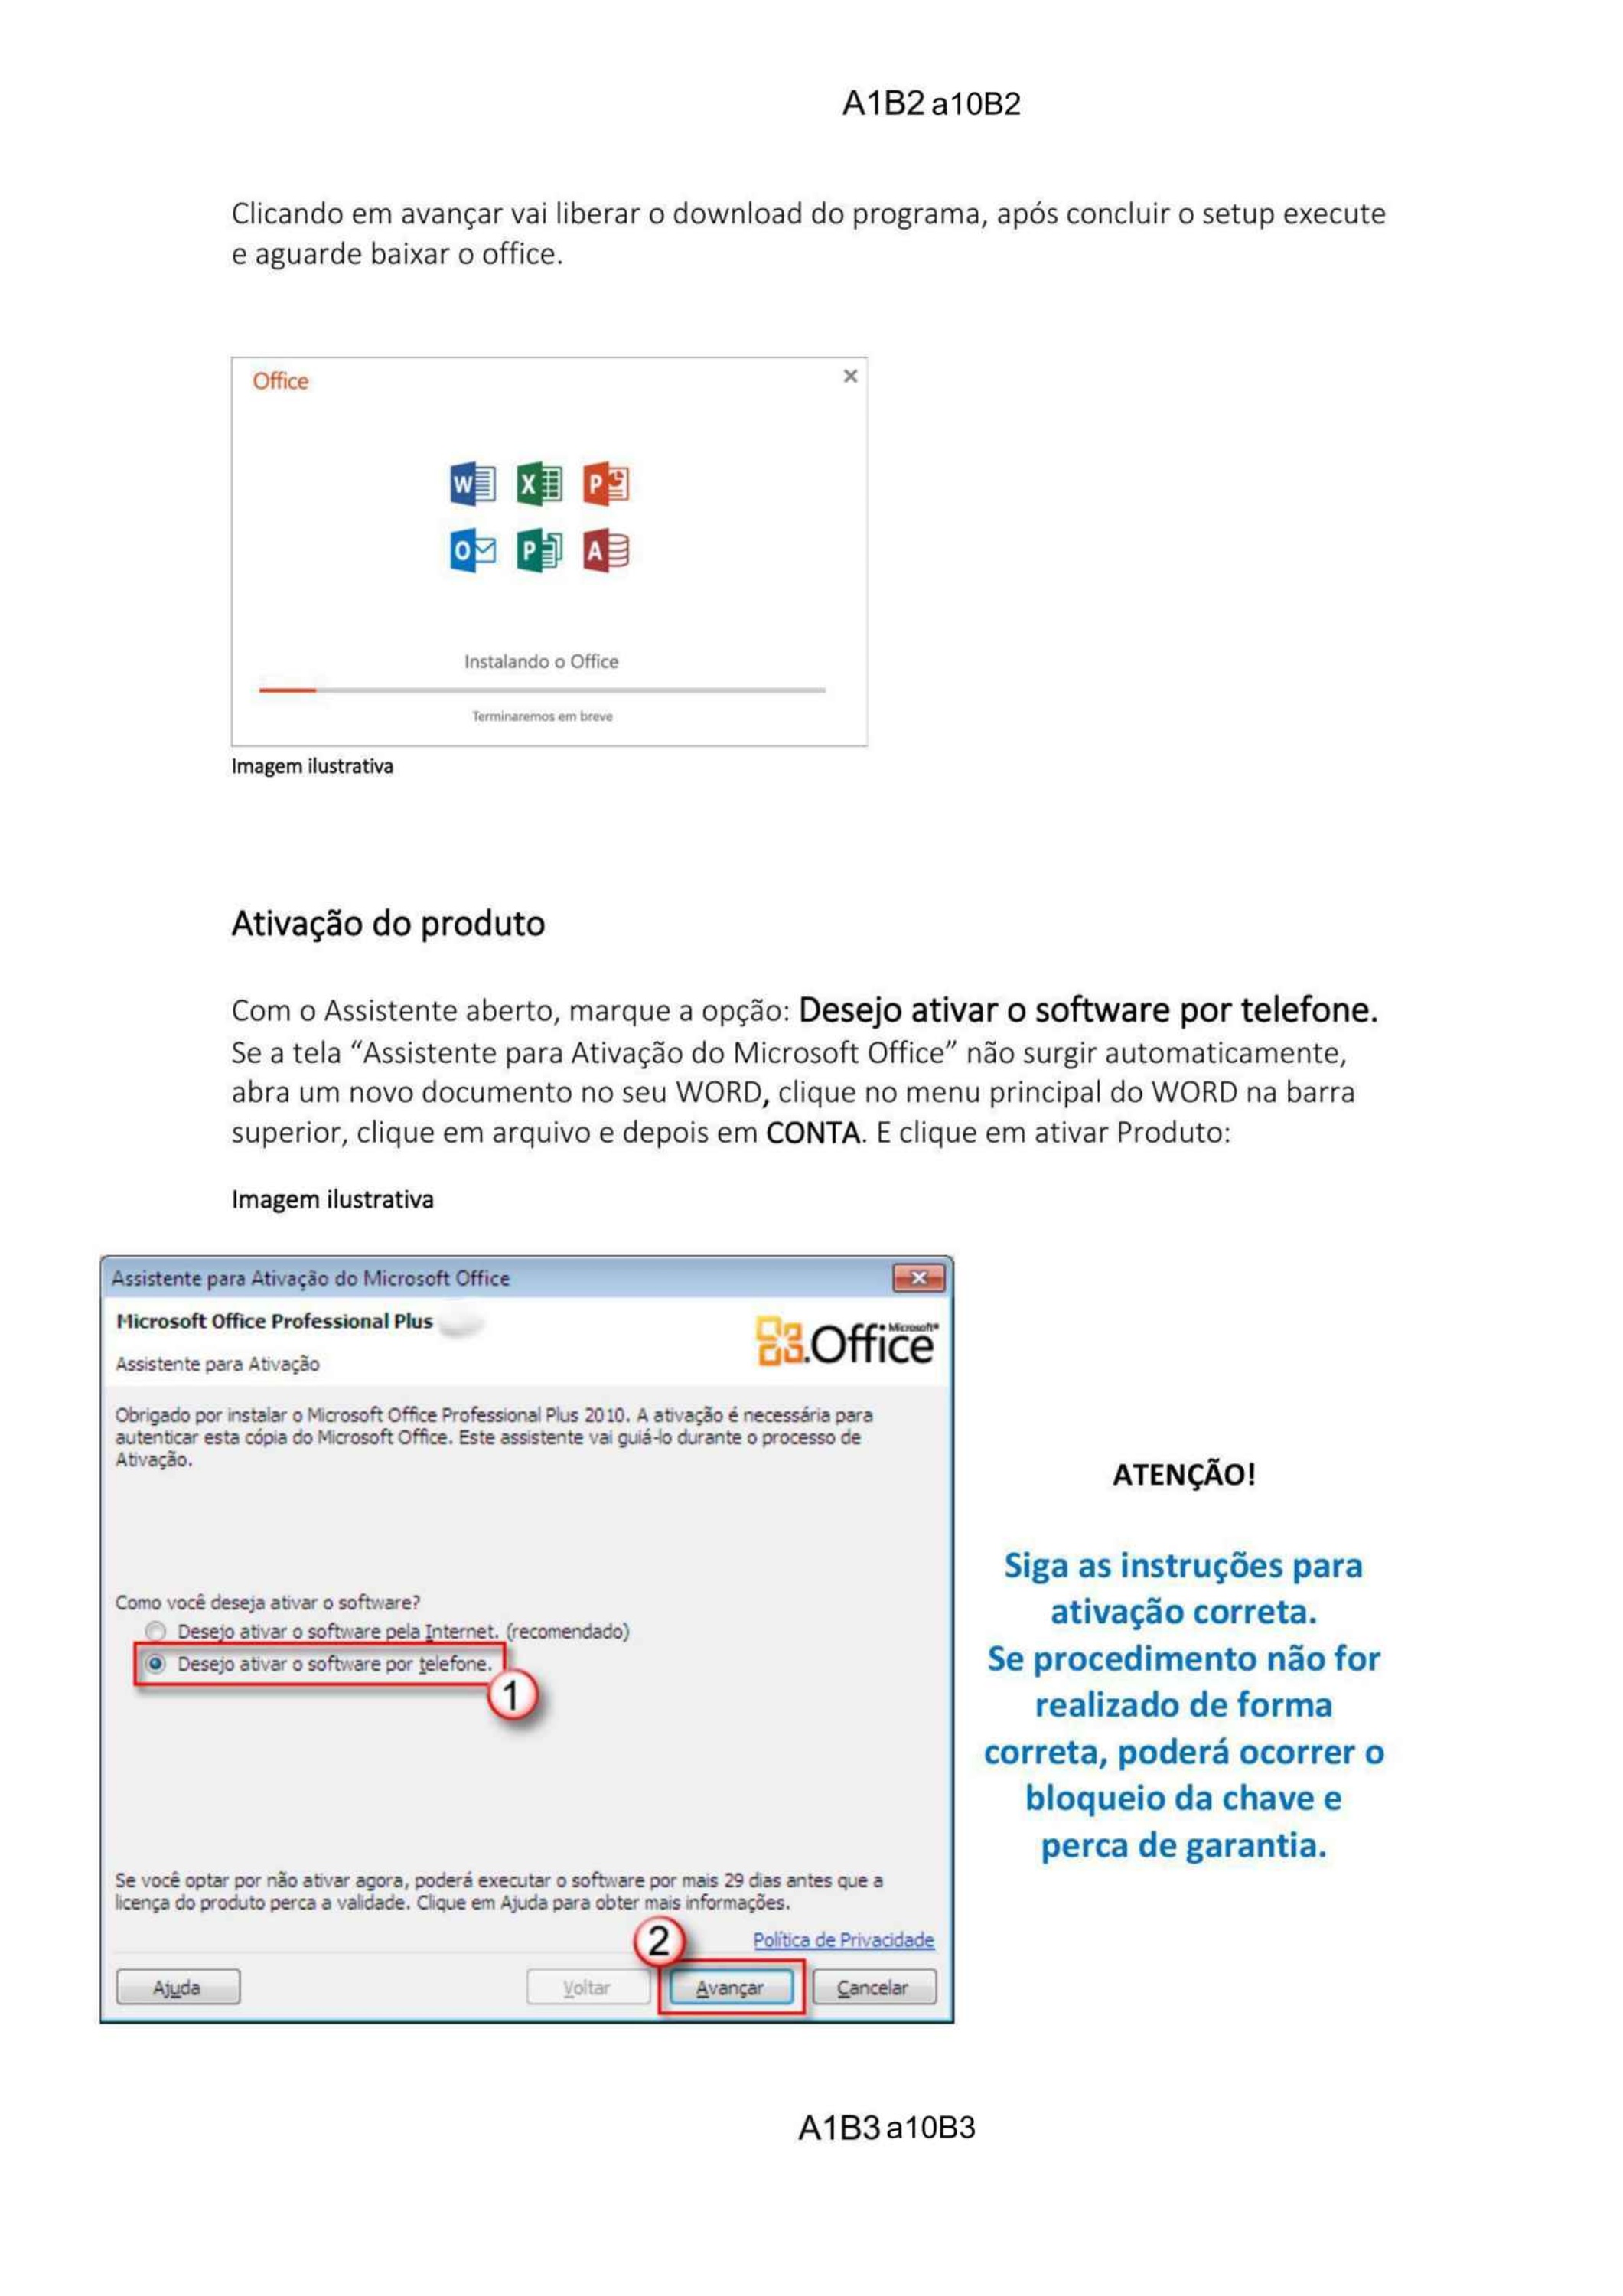 A1B2 a10B2
Clicando em avançar vai liberar o download do programa, após concluir o setup execute
e aguarde baixar o office.
Office
W X P
O P A
Instalando o Office
Terminaremos em breve
Imagem ilustrativa
Ativação do produto
Com o Assistente aberto, marque a opção: Desejo ativar o software por telefone.
Se a tela “Assistente para Ativação do Microsoft Office” não surgir automaticamente,
abra um novo documento no seu WORD, clique no menu principal do WORD na barra
superior, clique em arquivo e depois em CONTA. E clique em ativar Produto:
Imagem ilustrativa
Assistente para Ativação do Microsoft Office
Microsoft Office Professional Plus
Microsoft® Office
Assistente para Ativação
Obrigado por instalar o Microsoft Office Professional Plus 2010. A ativação é necessária para
autenticar esta cópia do Microsoft Office. Este assistente vai guiá-lo durante o processo de
Ativação.
Como você deseja ativar o software?
Desejo ativar o software pela Internet. (recomendado)
Desejo ativar o software por telefone.
1
Se você optar por não ativar agora, poderá executar o software por mais 29 dias antes que a
licença do produto perca a validade. Clique em Ajuda para obter mais informações.
2
Política de Privacidade
Ajuda Voltar Avançar Cancelar
ATENÇÃO!
Siga as instruções para
ativação correta.
Se procedimento não for
realizado de forma
correta, poderá ocorrer o
bloqueio da chave e
perca de garantia.
A1B3 a10B3